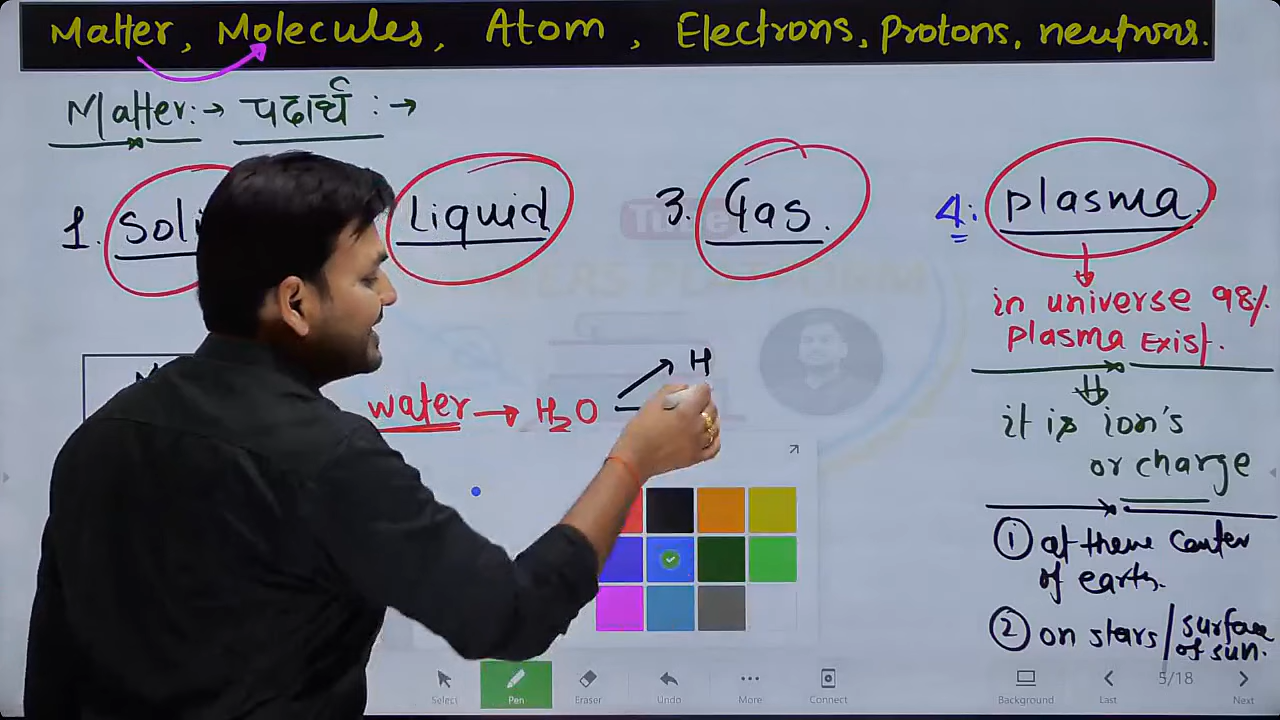 Matter, Molecules, Atom, Electrons, Protons, neutrons.
Matter:→ पदार्थ :→
1. Soli
Liquid
3. Gas
4: plasma.
in universe 98%
plasma Exist.
it is ion's
or charge
water → H2O
H
① at there center
of earth.
② on stars / surface
of sun.
Select
Pen
Eraser
Undo
More
Connect
Background
Last
5/18
Next